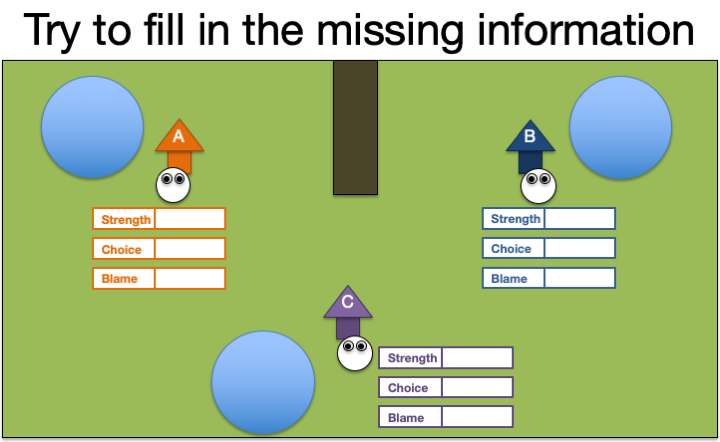 Try to fill in the missing information
A
B
Strength
Choice
Blame
Strength
Choice
Blame
C
Strength
Choice
Blame